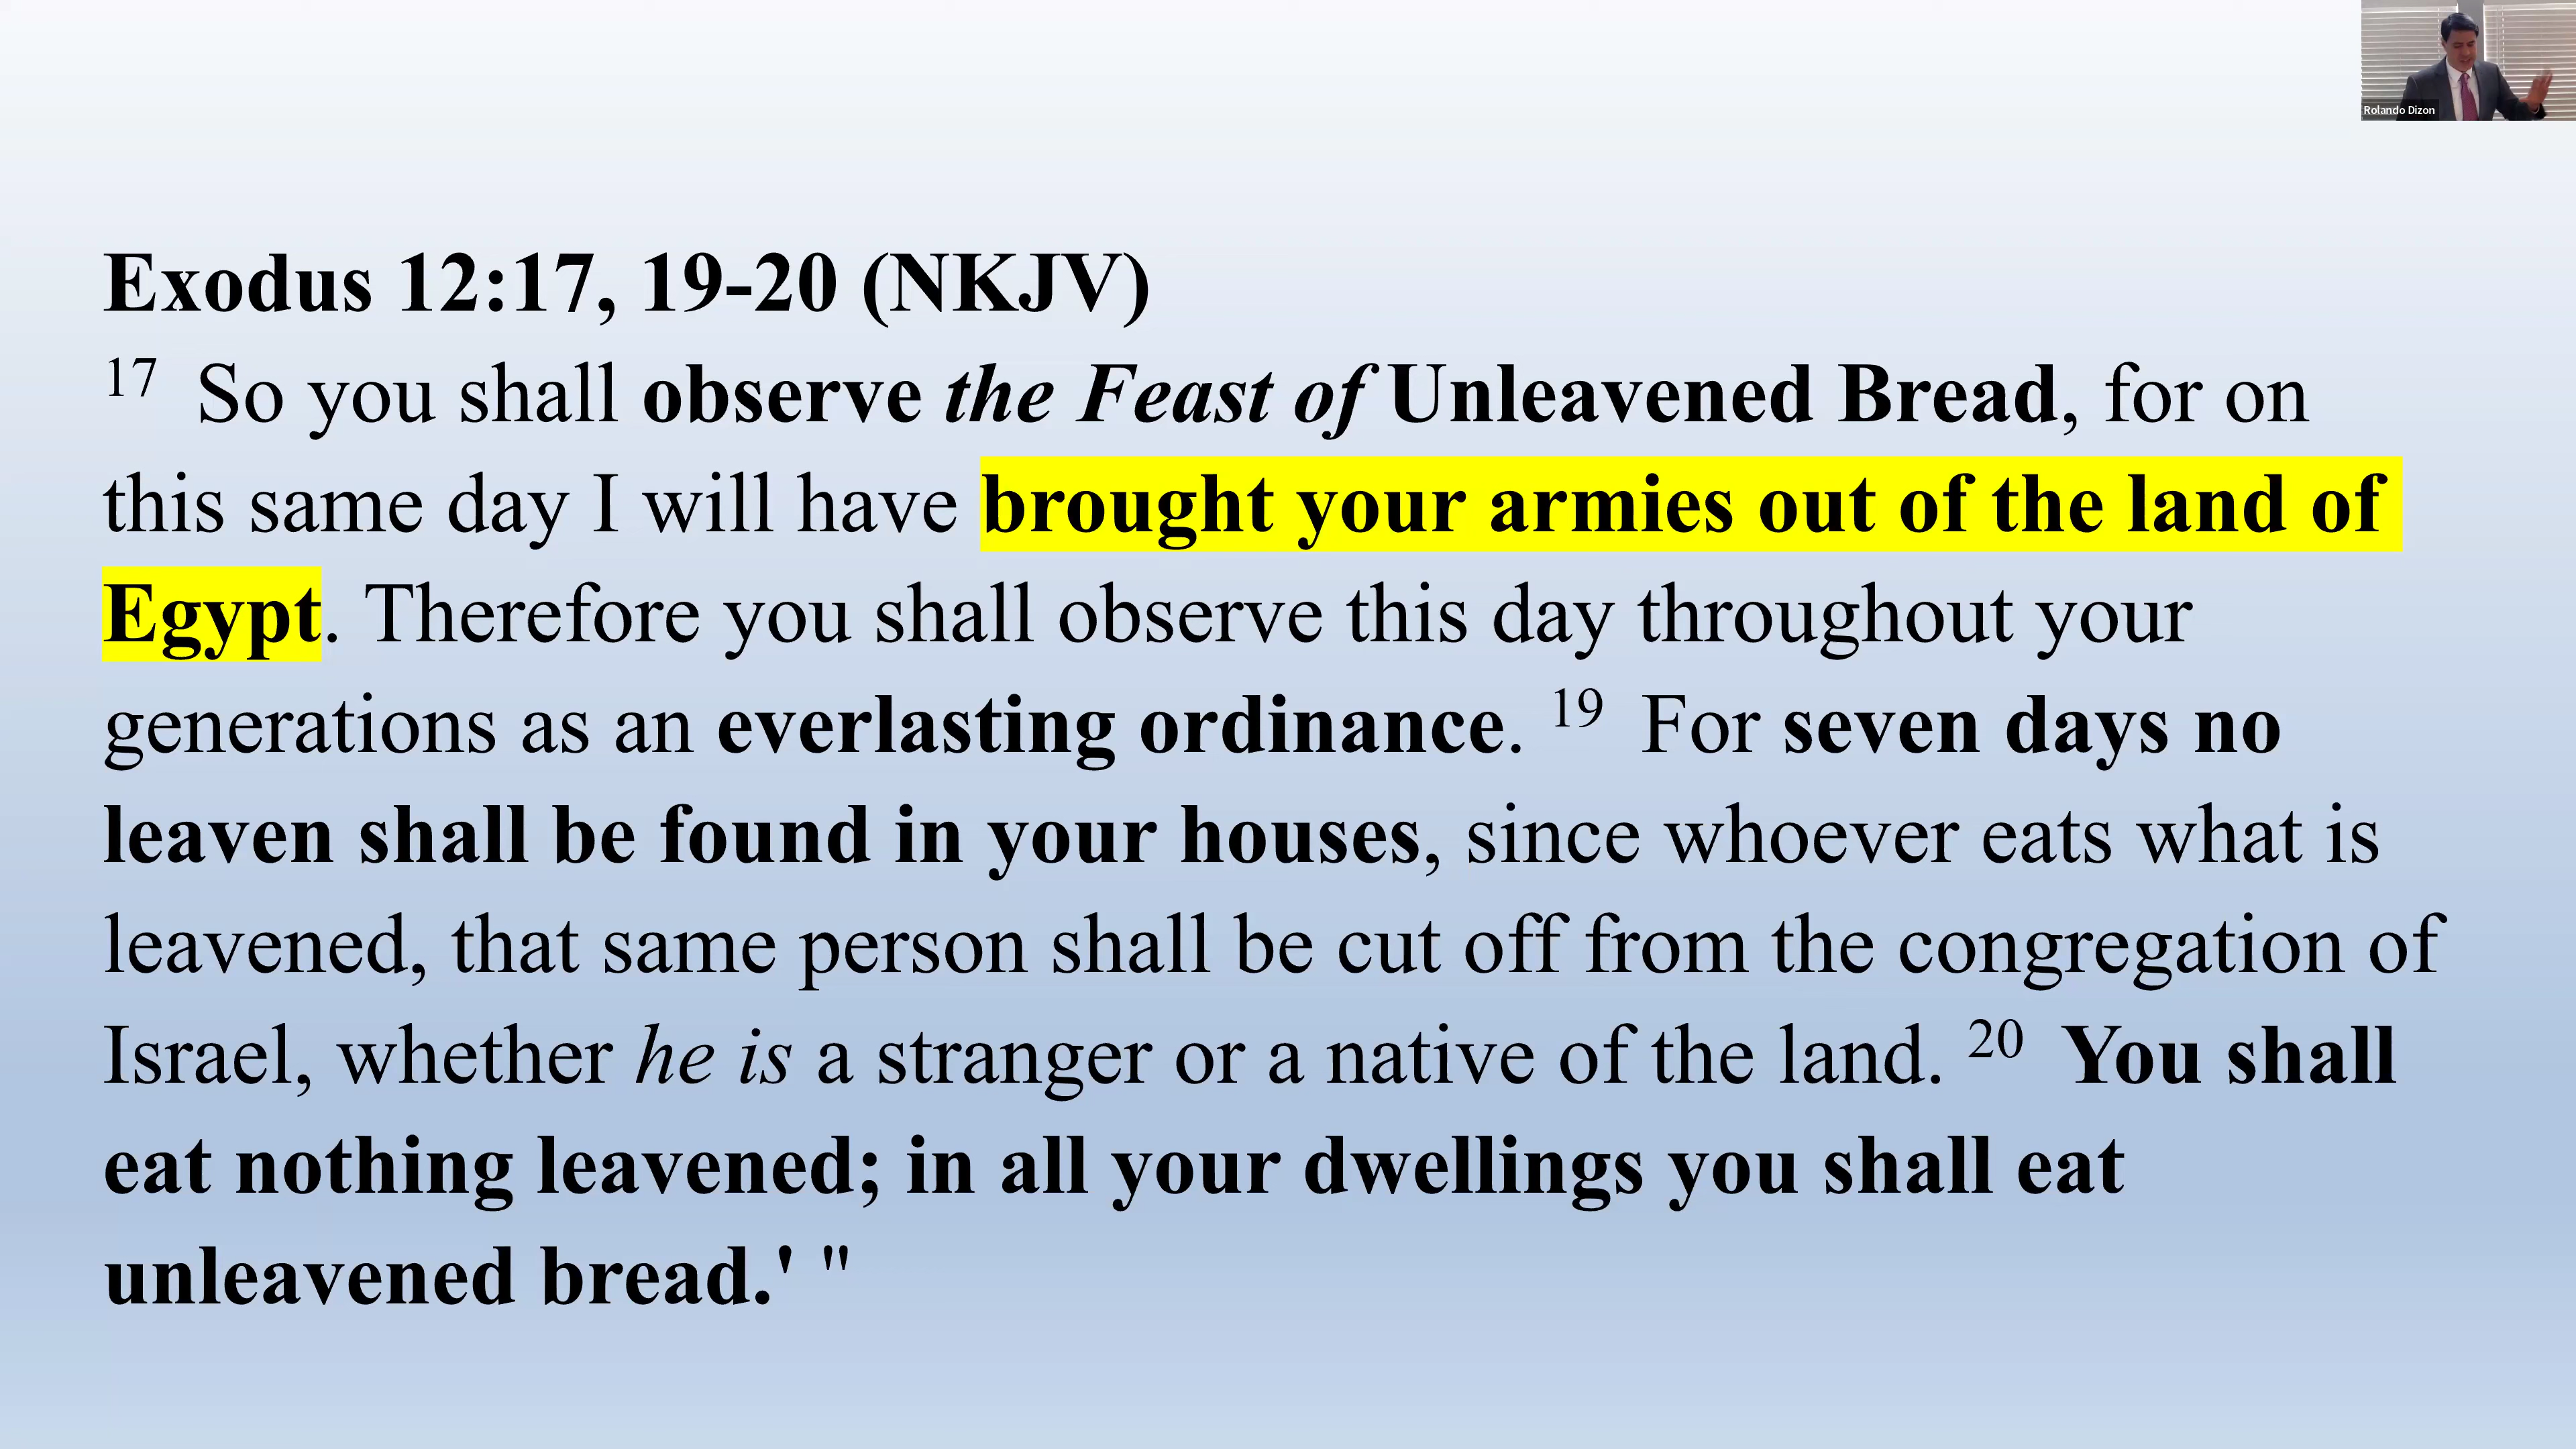 Rolando Dizon
Exodus 12:17, 19-20 (NKJV)
17 So you shall observe the Feast of Unleavened Bread, for on
this same day I will have brought your armies out of the land of
Egypt. Therefore you shall observe this day throughout your
generations as an everlasting ordinance. 19 For seven days no
leaven shall be found in your houses, since whoever eats what is
leavened, that same person shall be cut off from the congregation of
Israel, whether he is a stranger or a native of the land. 20 You shall
eat nothing leavened; in all your dwellings you shall eat
unleavened bread.' "